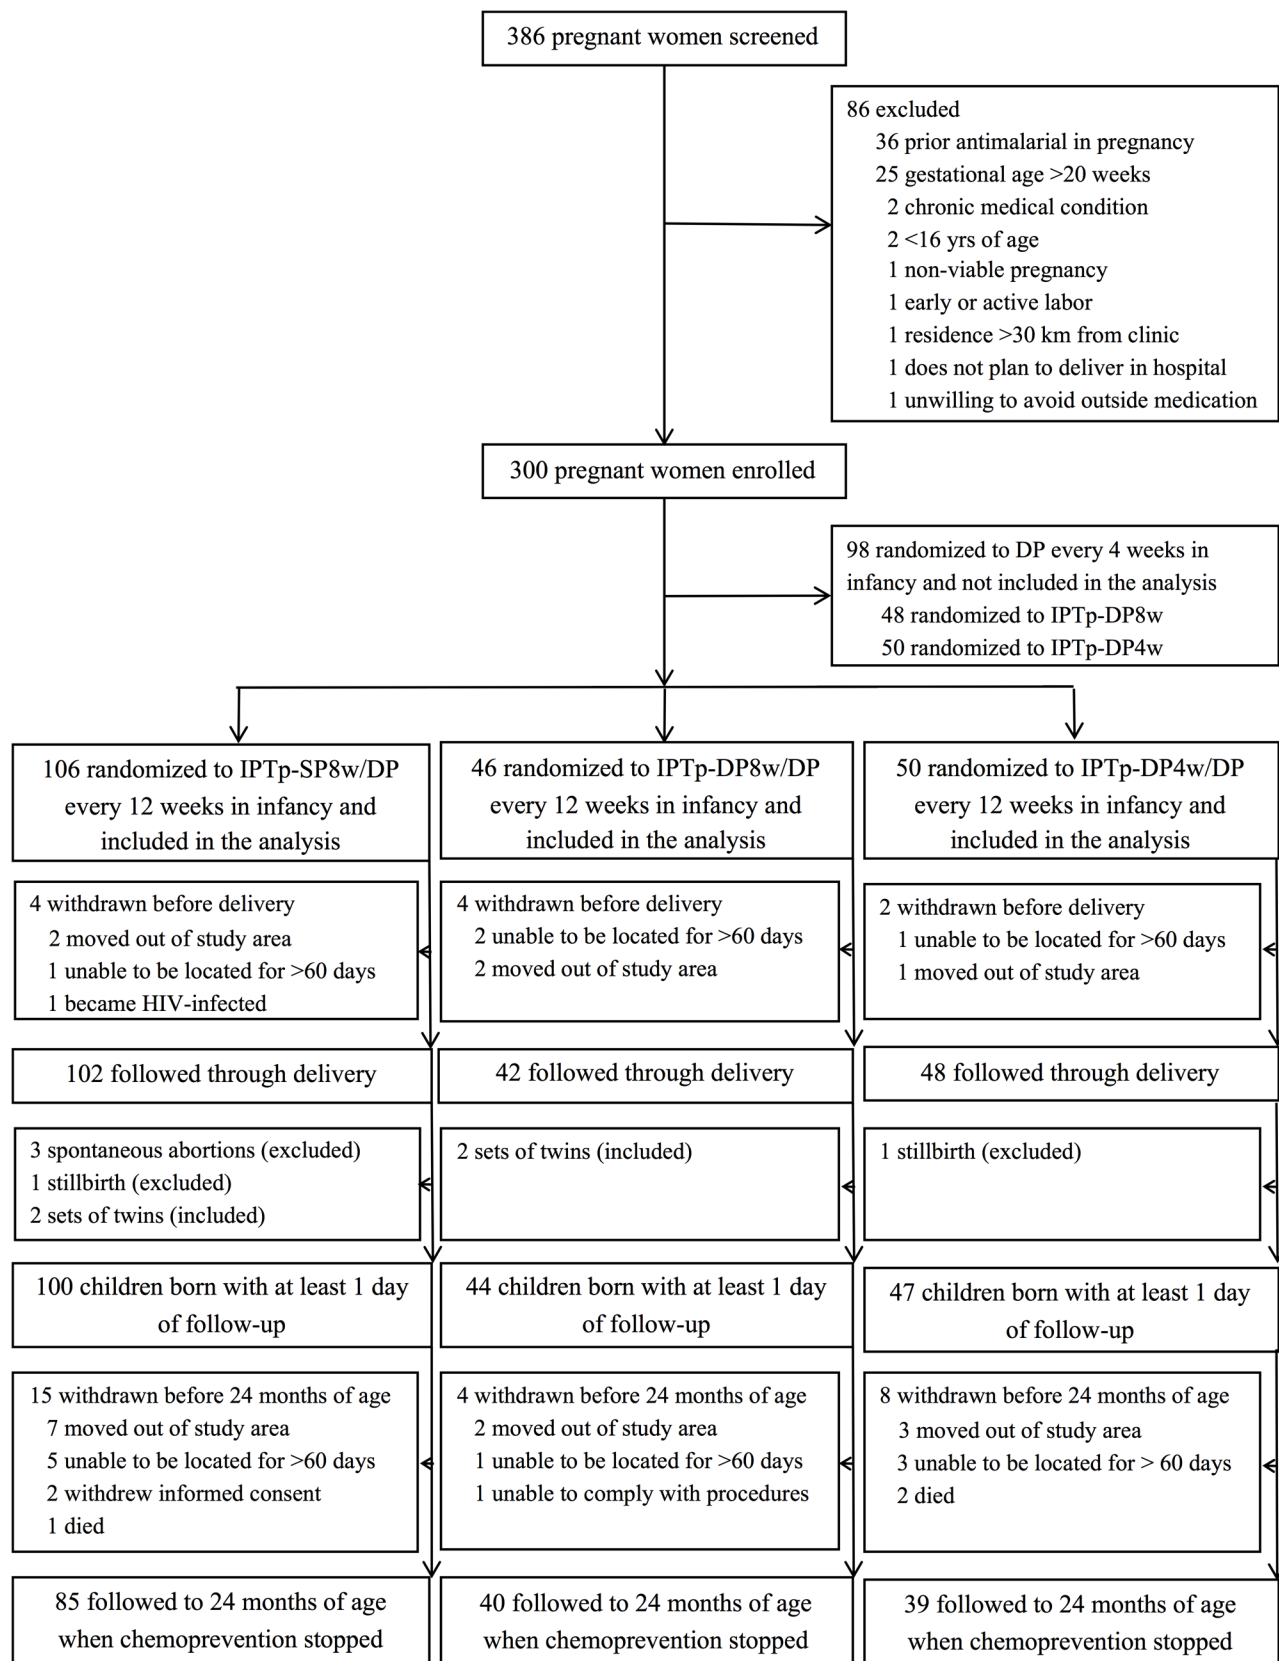 386 pregnant women screened
86 excluded
36 prior antimalarial in pregnancy
25 gestational age >20 weeks
2 chronic medical condition
2 <16 yrs of age
1 non-viable pregnancy
1 early or active labor
1 residence >30 km from clinic
1 does not plan to deliver in hospital
1 unwilling to avoid outside medication
300 pregnant women enrolled
98 randomized to DP every 4 weeks in
infancy and not included in the analysis
48 randomized to IPTp-DP8w
50 randomized to IPTp-DP4w
106 randomized to IPTp-SP8w/DP
every 12 weeks in infancy and
included in the analysis
46 randomized to IPTp-DP8w/DP
every 12 weeks in infancy and
included in the analysis
50 randomized to IPTp-DP4w/DP
every 12 weeks in infancy and
included in the analysis
4 withdrawn before delivery
2 moved out of study area
1 unable to be located for >60 days
1 became HIV-infected
4 withdrawn before delivery
2 unable to be located for >60 days
2 moved out of study area
2 withdrawn before delivery
1 unable to be located for >60 days
1 moved out of study area
102 followed through delivery
42 followed through delivery
48 followed through delivery
3 spontaneous abortions (excluded)
1 stillbirth (excluded)
2 sets of twins (included)
2 sets of twins (included)
1 stillbirth (excluded)
100 children born with at least 1 day
of follow-up
44 children born with at least 1 day
of follow-up
47 children born with at least 1 day
of follow-up
15 withdrawn before 24 months of age
7 moved out of study area
5 unable to be located for >60 days
2 withdrew informed consent
1 died
4 withdrawn before 24 months of age
2 moved out of study area
1 unable to be located for >60 days
1 unable to comply with procedures
8 withdrawn before 24 months of age
3 moved out of study area
3 unable to be located for > 60 days
2 died
85 followed to 24 months of age
when chemoprevention stopped
40 followed to 24 months of age
when chemoprevention stopped
39 followed to 24 months of age
when chemoprevention stopped